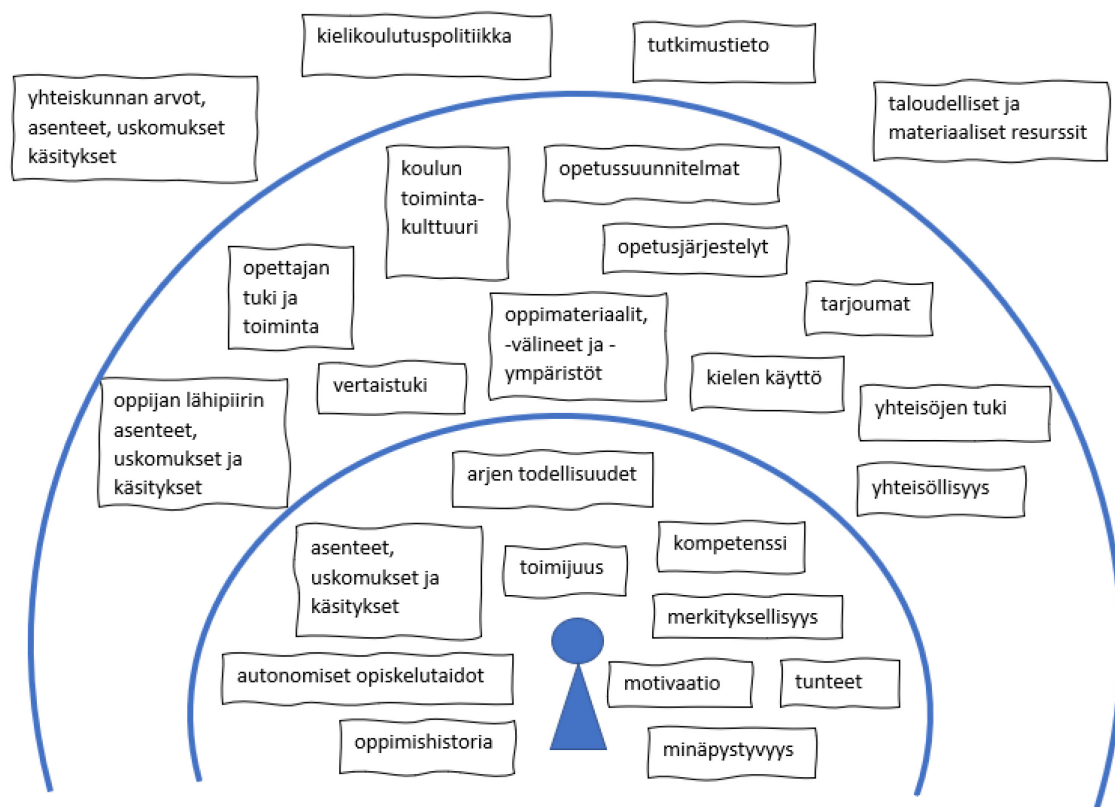 kielikoulutuspolitiikka
tutkimustieto
yhteiskunnan arvot,
asenteet, uskomukset
käsitykset
taloudelliset ja
materiaaliset resurssit
koulun
toiminta-
kulttuuri
opetussuunnitelmat
opetusjärjestelyt
opettajan
tuki ja
toiminta
oppimateriaalit,
-välineet ja -
ympäristöt
tarjoumat
vertaistuki
kielen käyttö
oppijan lähipiirin
asenteet,
uskomukset ja
käsitykset
yhteisöjen tuki
yhteisöllisyys
arjen todellisuudet
asenteet,
uskomukset ja
käsitykset
toimijuus
kompetenssi
merkityksellisyys
autonomiset opiskelutaidot
motivaatio
tunteet
oppimishistoria
minäpystyvyys